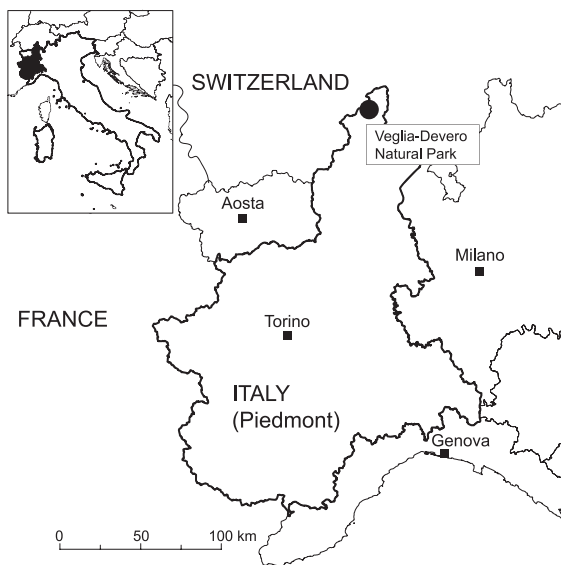 SWITZERLAND
Veglia-Devero
Natural Park
Aosta
Milano
FRANCE
Torino
ITALY
(Piedmont)
Genova
0 50 100 km